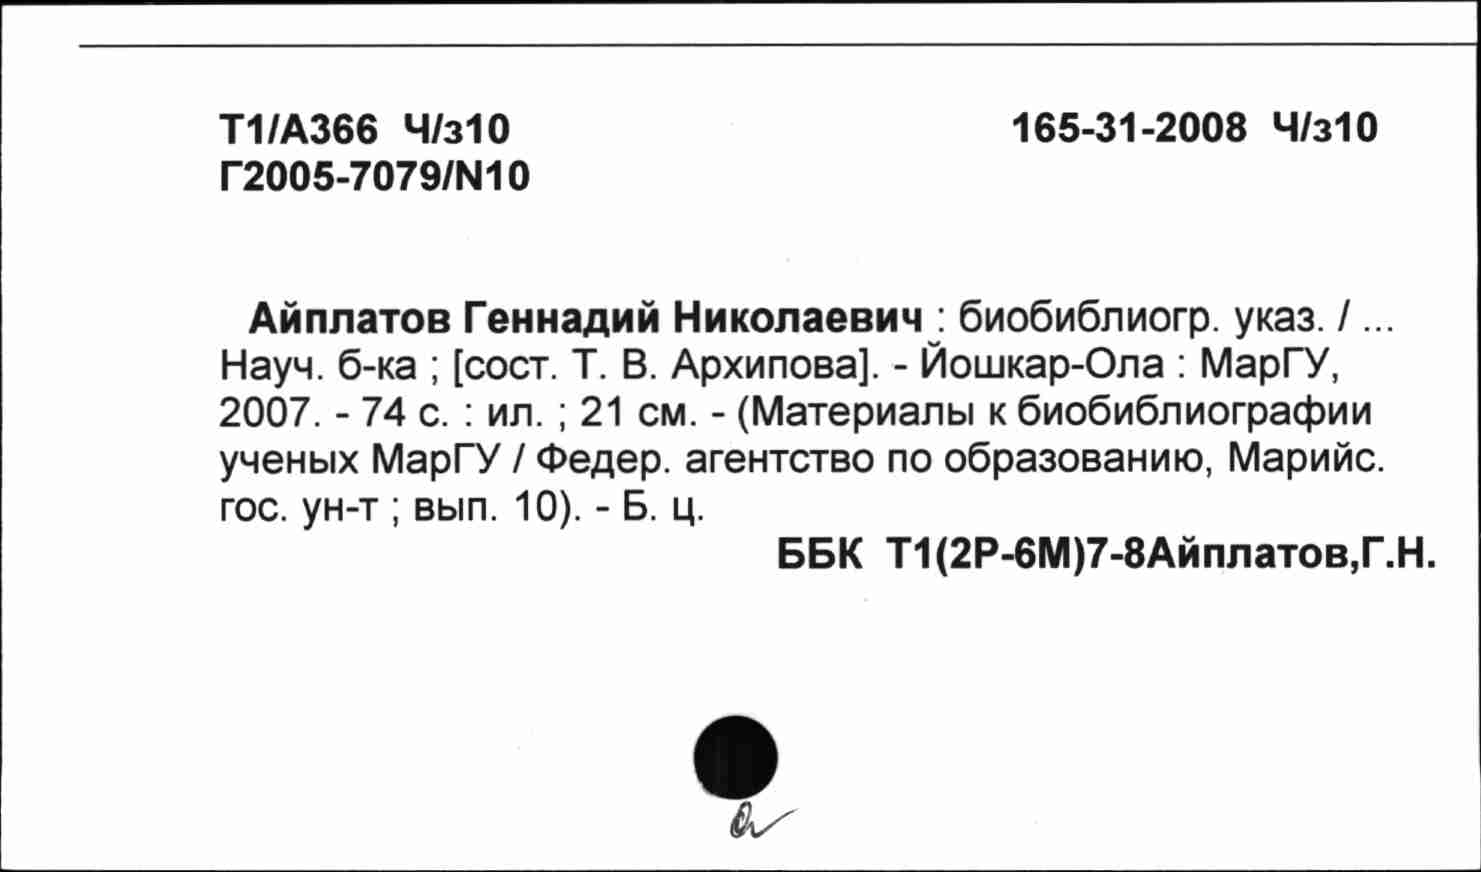 Т1/А366 Ч/з10 165-31-2008 Ч/з10
Г2005-7079/N10
Айплатов Геннадий Николаевич : биобиблиогр. указ. / ...
Науч. б-ка ; [сост. Т. В. Архипова]. - Йошкар-Ола : МарГУ,
2007. - 74 с. : ил. ; 21 см. - (Материалы к биобиблиографии
ученых МарГУ / Федер. агентство по образованию, Марийс.
гос. ун-т ; вып. 10). - Б. ц.
ББК Т1(2Р-6М)7-8Айплатов,Г.Н.